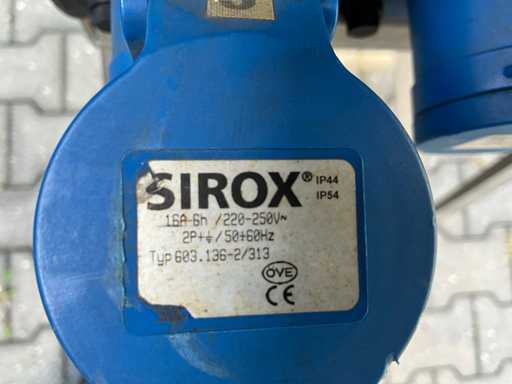 SIROX® IP44
IP54
16A-6h /220-250V~
2P+⏚/50+60Hz
Typ 603.136-2/313
ÖVE
CE